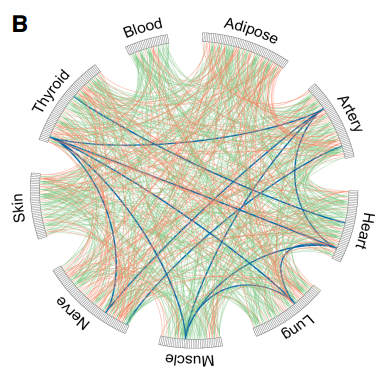 B
Blood
Adipose
Thyroid
Artery
Skin
Heart
Nerve
Lung
Muscle